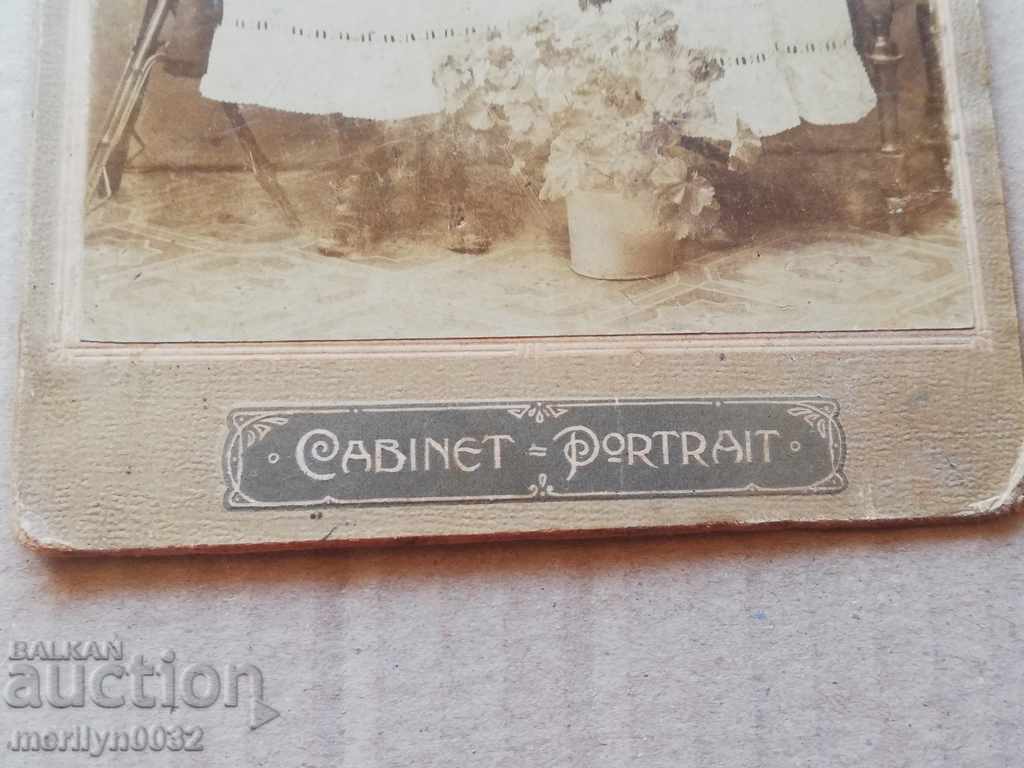 CABINET = PORTRAIT
BALKAN
auction
merilyn0032